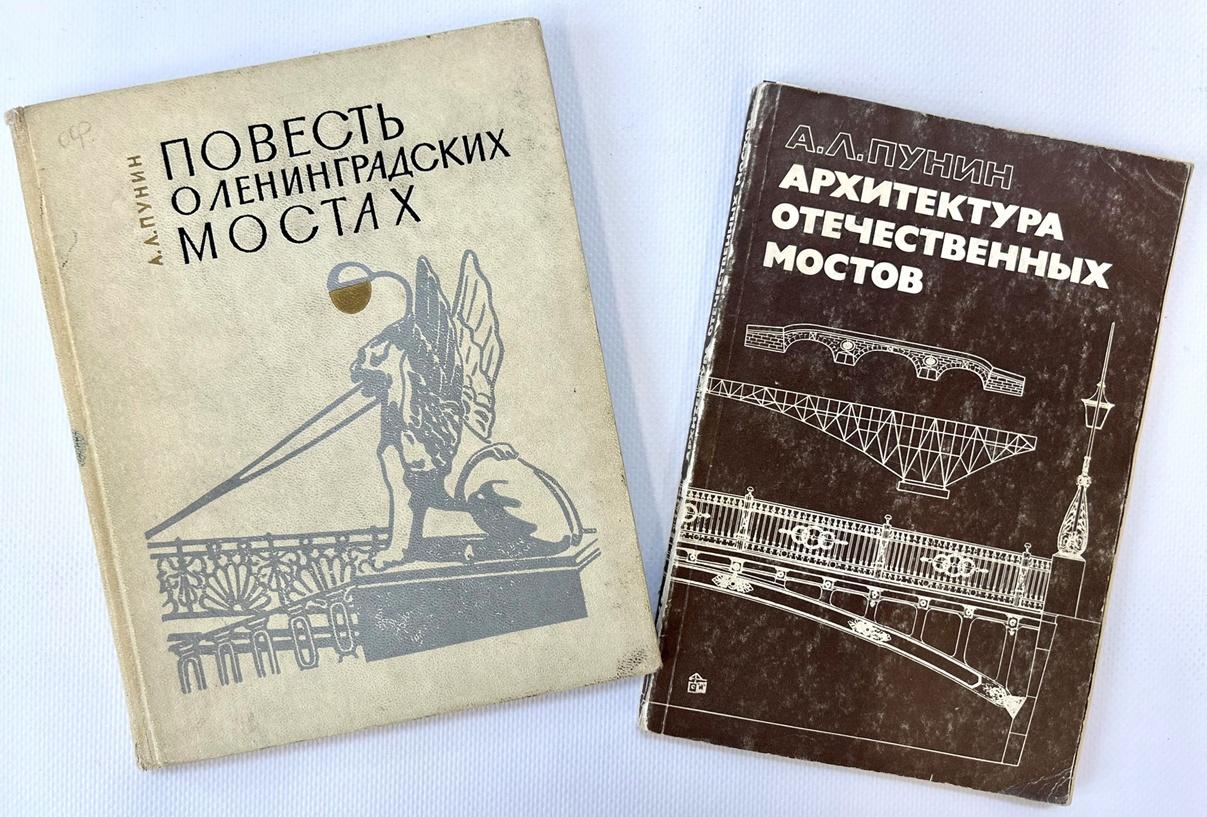 А.Л.ПУНИН
ПОВЕСТЬ
О ЛЕНИНГРАДСКИХ
МОСТАХ
А.Л.ПУНИН
АРХИТЕКТУРА
ОТЕЧЕСТВЕННЫХ
МОСТОВ